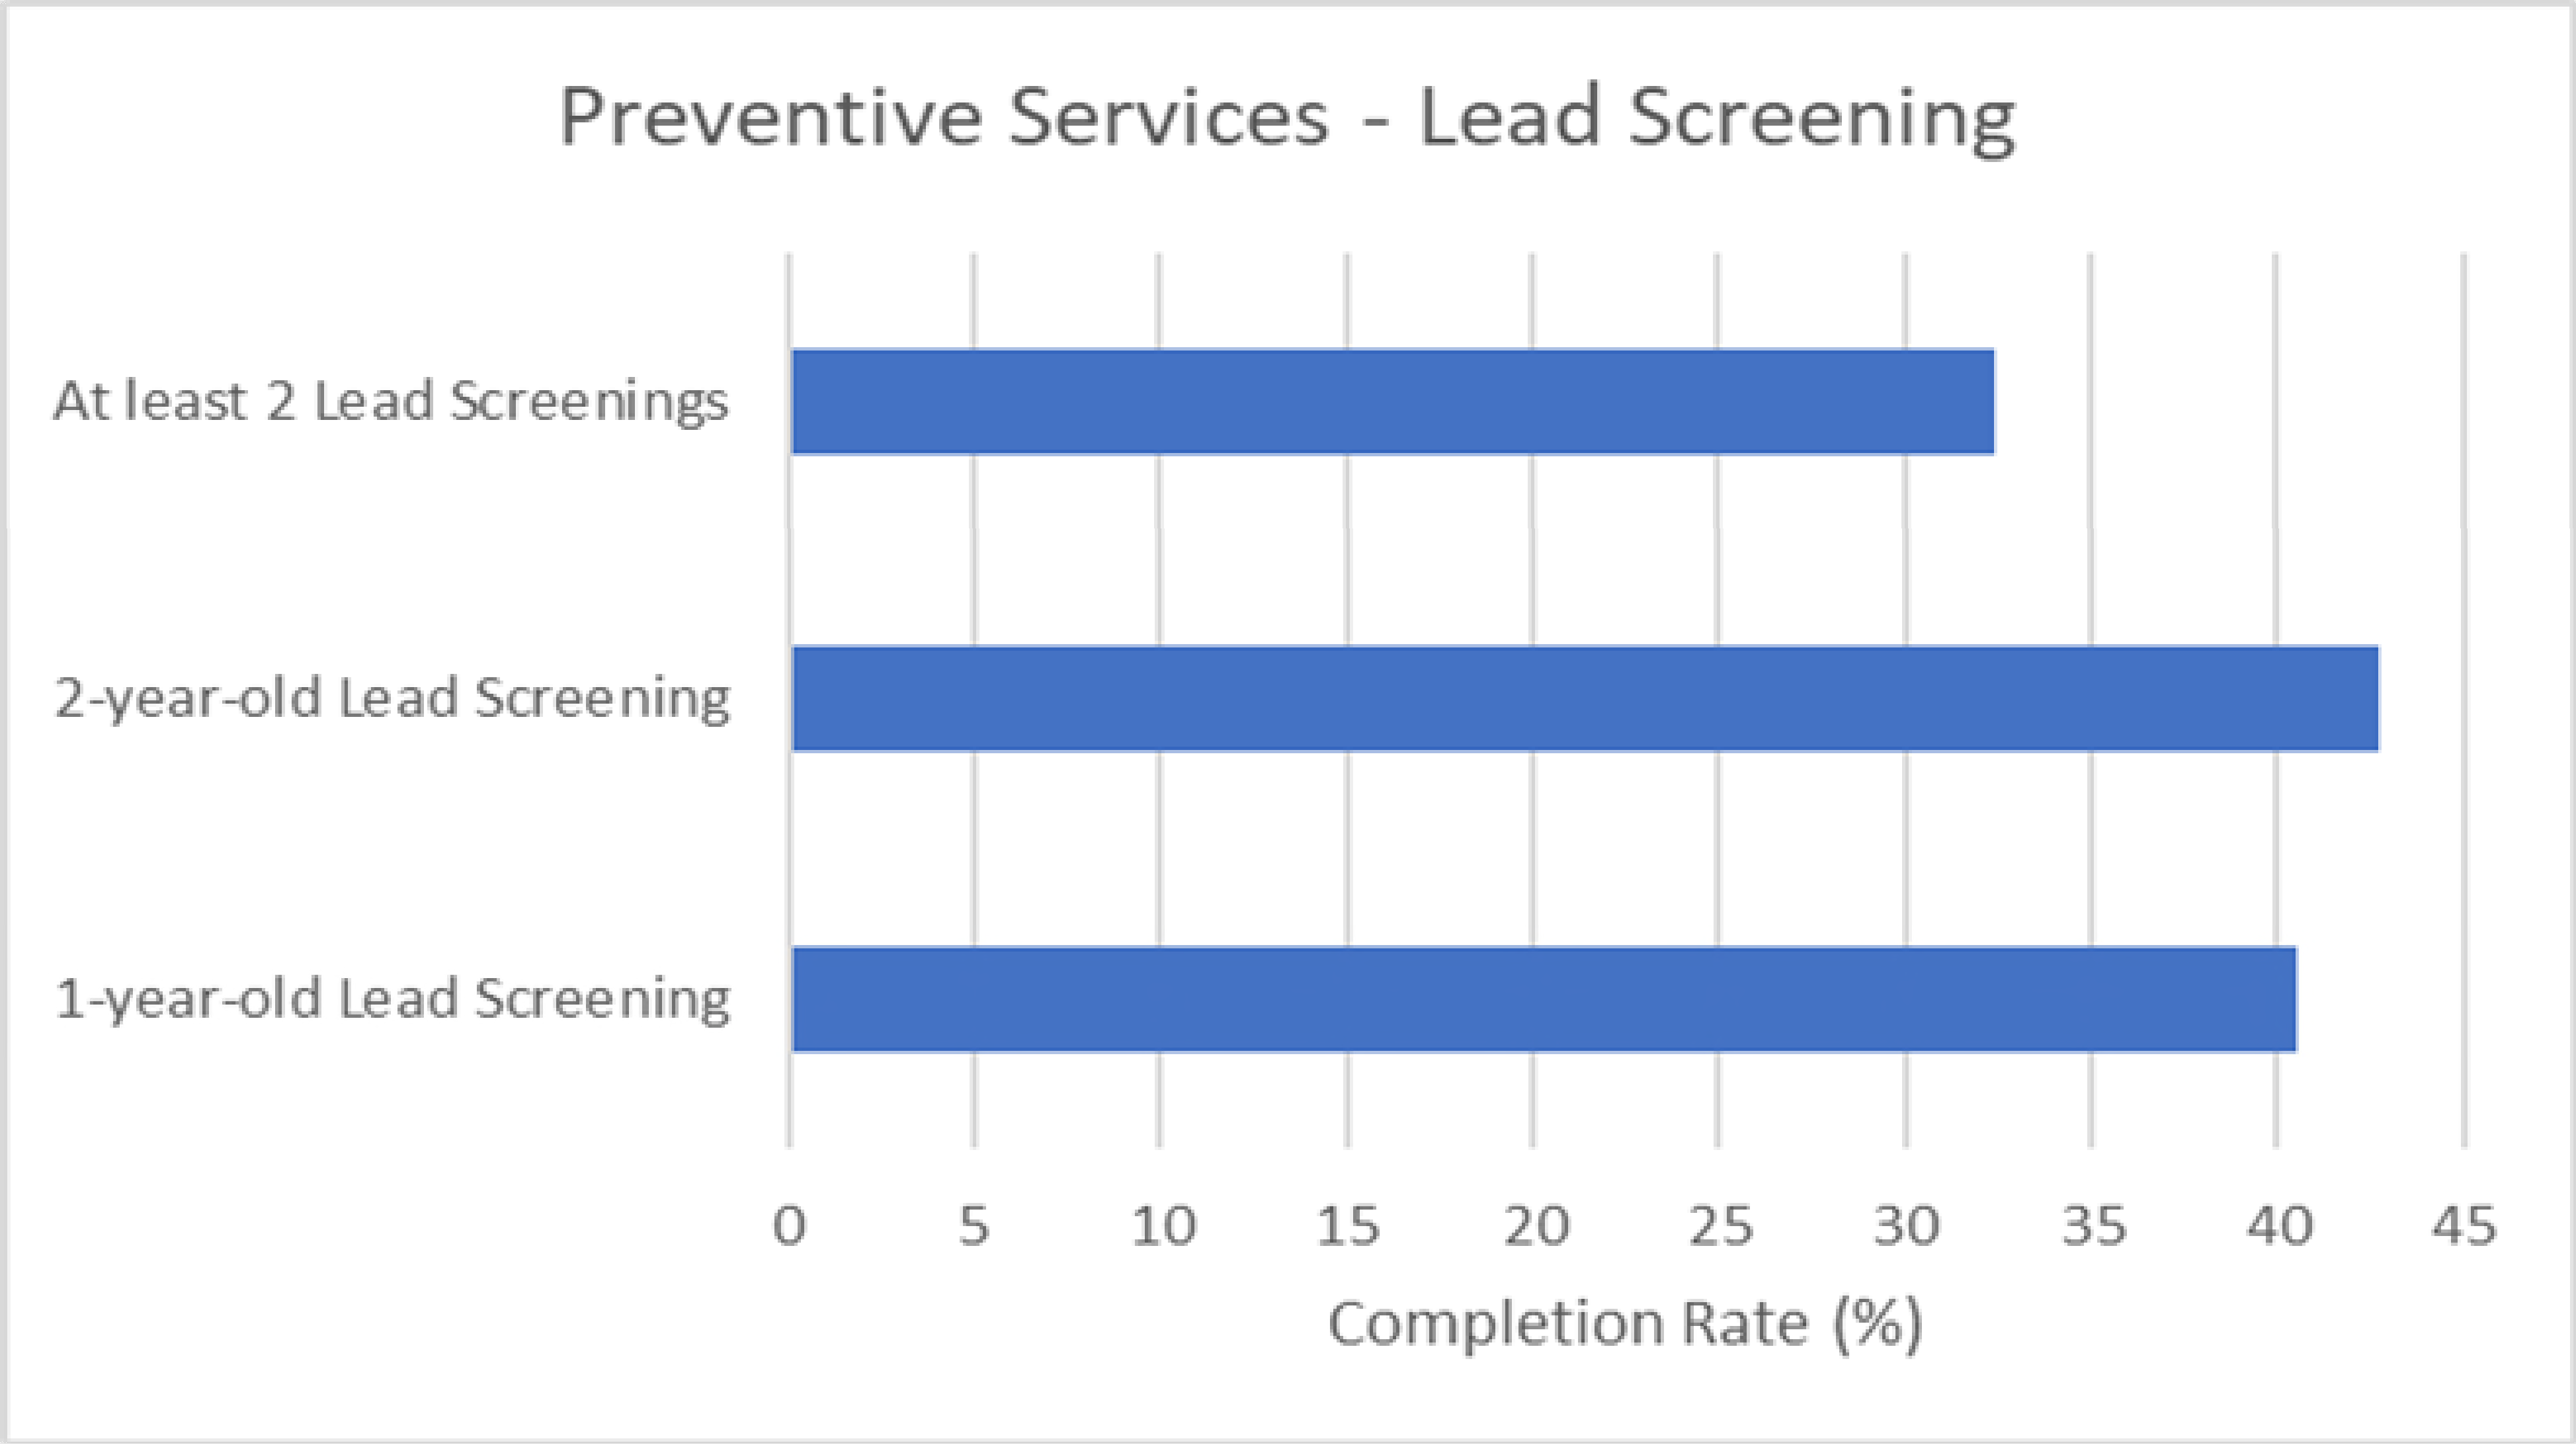 Preventive Services - Lead Screening
At least 2 Lead Screenings
2-year-old Lead Screening
1-year-old Lead Screening
0 5 10 15 20 25 30 35 40 45
Completion Rate (%)